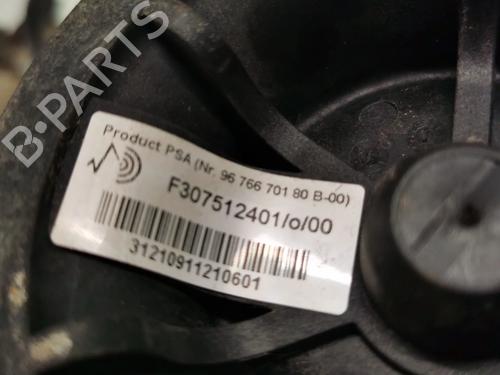 B-PARTS
Product PSA (Nr. 96 766 701 80 B-00)
F307512401/o/00
31210911210601